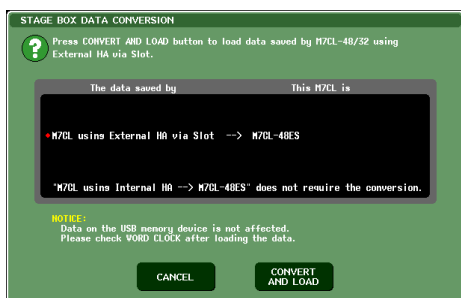 STAGE BOX DATA CONVERSION
?
Press CONVERT AND LOAD button to load data saved by M7CL-48/32 using
External HA via Slot.
The data saved by This M7CL is
M7CL using External HA via Slot --> M7CL-48ES
"M7CL using Internal HA --> M7CL-48ES" does not require the conversion.
NOTICE:
Data on the USB memory device is not affected.
Please check WORD CLOCK after loading the data.
CANCEL
CONVERT
AND LOAD